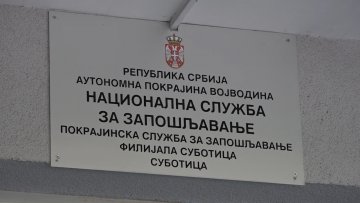 РЕПУБЛИКА СРБИЈА
АУТОНОМНА ПОКРАЈИНА ВОЈВОДИНА
НАЦИОНАЛНА СЛУЖБА
ЗА ЗАПОШЉАВАЊЕ
ПОКРАЈИНСКА СЛУЖБА ЗА ЗАПОШЉАВАЊЕ
ФИЛИЈАЛА СУБОТИЦА
СУБОТИЦА